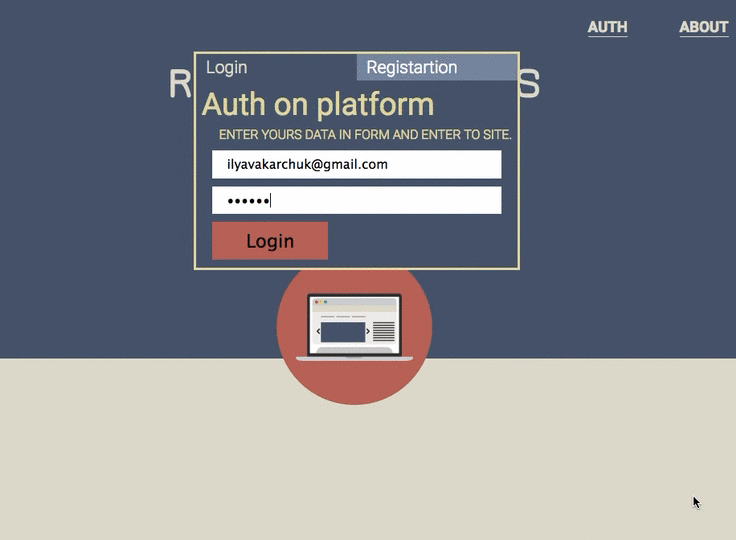 AUTH ABOUT
Login Registartion
Auth on platform
ENTER YOURS DATA IN FORM AND ENTER TO SITE.
ilyavakarchuk@gmail.com
••••••
Login